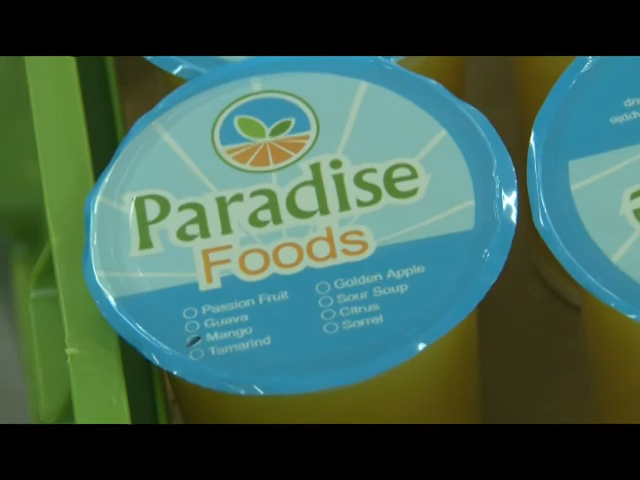 Paradise
Foods
Passion Fruit
Guava
Mango
Tamarind
Golden Apple
Sour Soup
Citrus
Sorrel